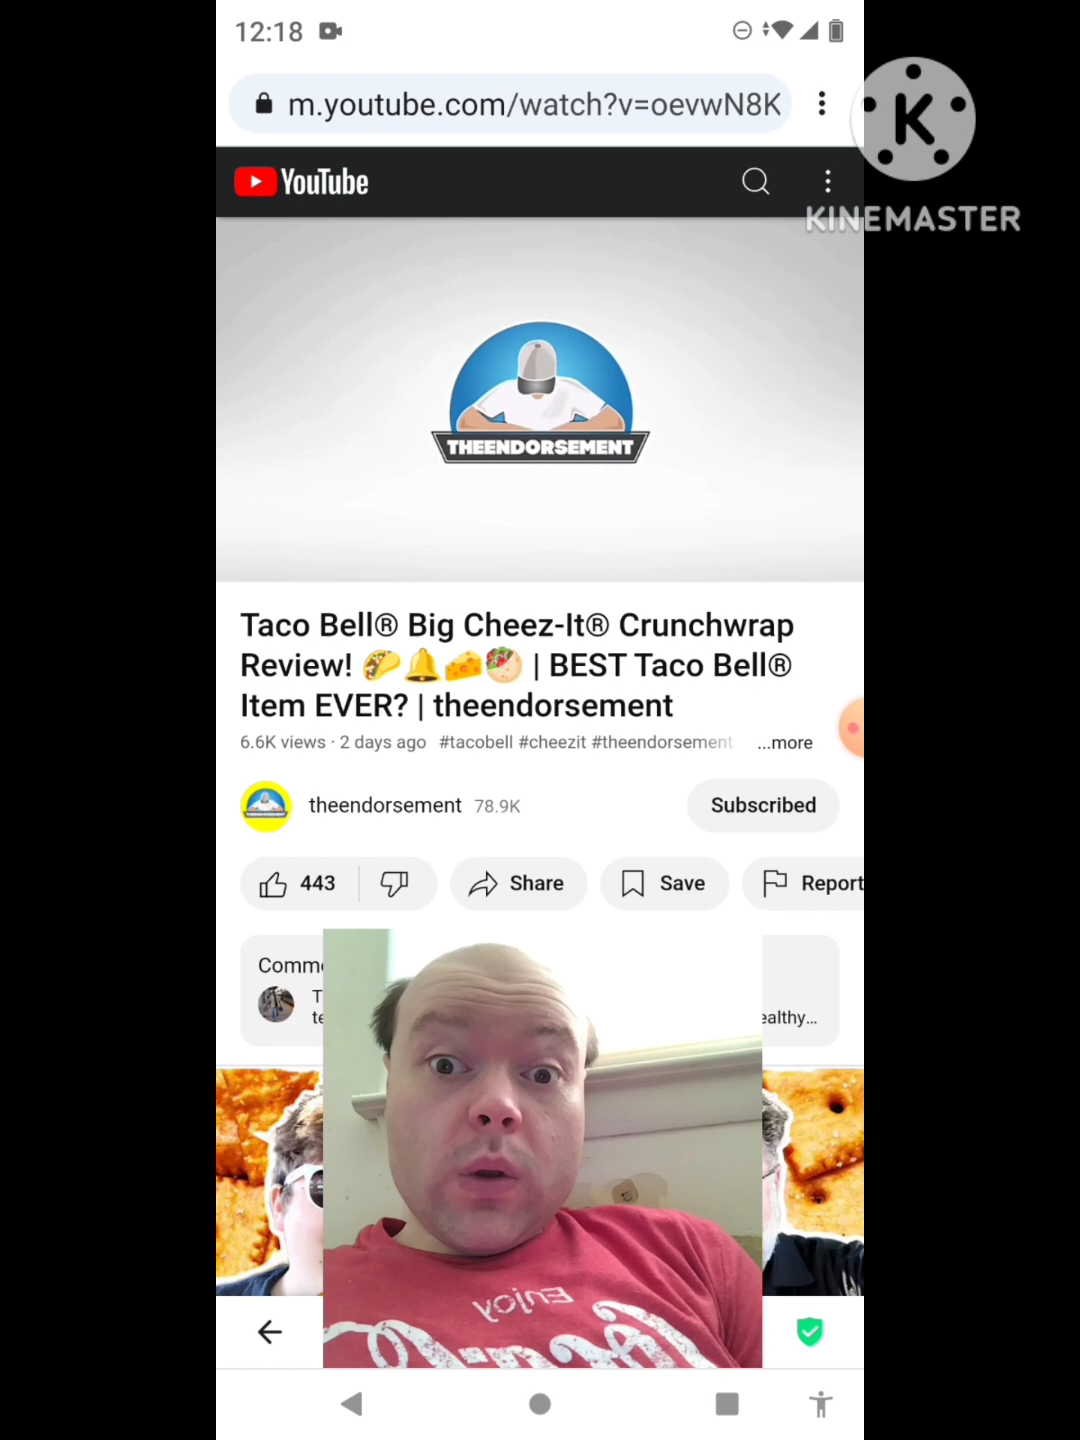 12:18
m.youtube.com/watch?v=oevwN8K
K
KINEMASTER
YouTube
THEENDORSEMENT
Taco Bell® Big Cheez-It® Crunchwrap
Review! 🌮🔔🧀🥙 | BEST Taco Bell®
Item EVER? | theendorsement
6.6K views · 2 days ago #tacobell #cheezit #theendorsement ...more
theendorsement 78.9K
Subscribed
443
Share
Save
Report
Enjoy